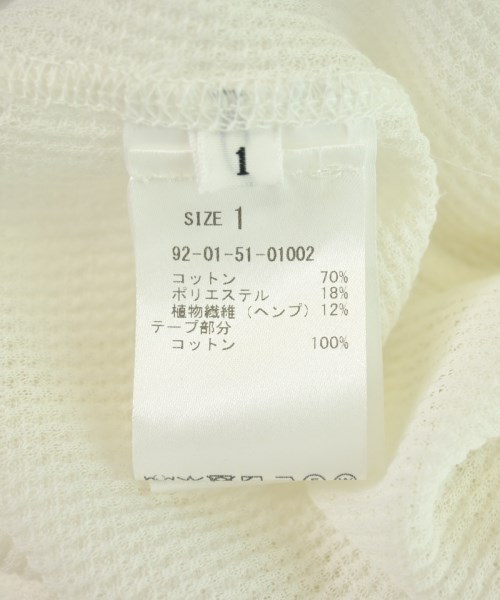 1
SIZE 1
92-01-51-01002
コットン 70%
ポリエステル 18%
植物繊維（ヘンプ）12%
テープ部分
コットン 100%